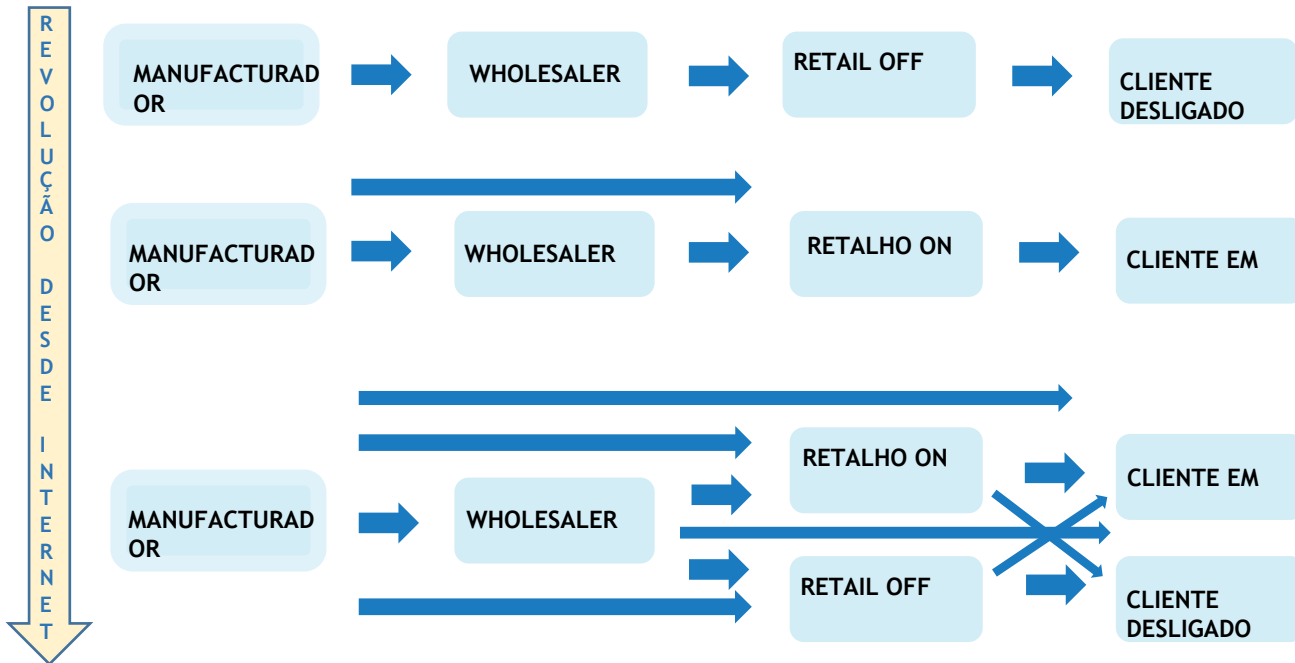 REVOLUÇÃO DESDE INTERNET
MANUFACTURAD
OR
WHOLESALER
RETAIL OFF
CLIENTE
DESLIGADO
MANUFACTURAD
OR
WHOLESALER
RETALHO ON
CLIENTE EM
MANUFACTURAD
OR
WHOLESALER
RETALHO ON
CLIENTE EM
RETAIL OFF
CLIENTE
DESLIGADO